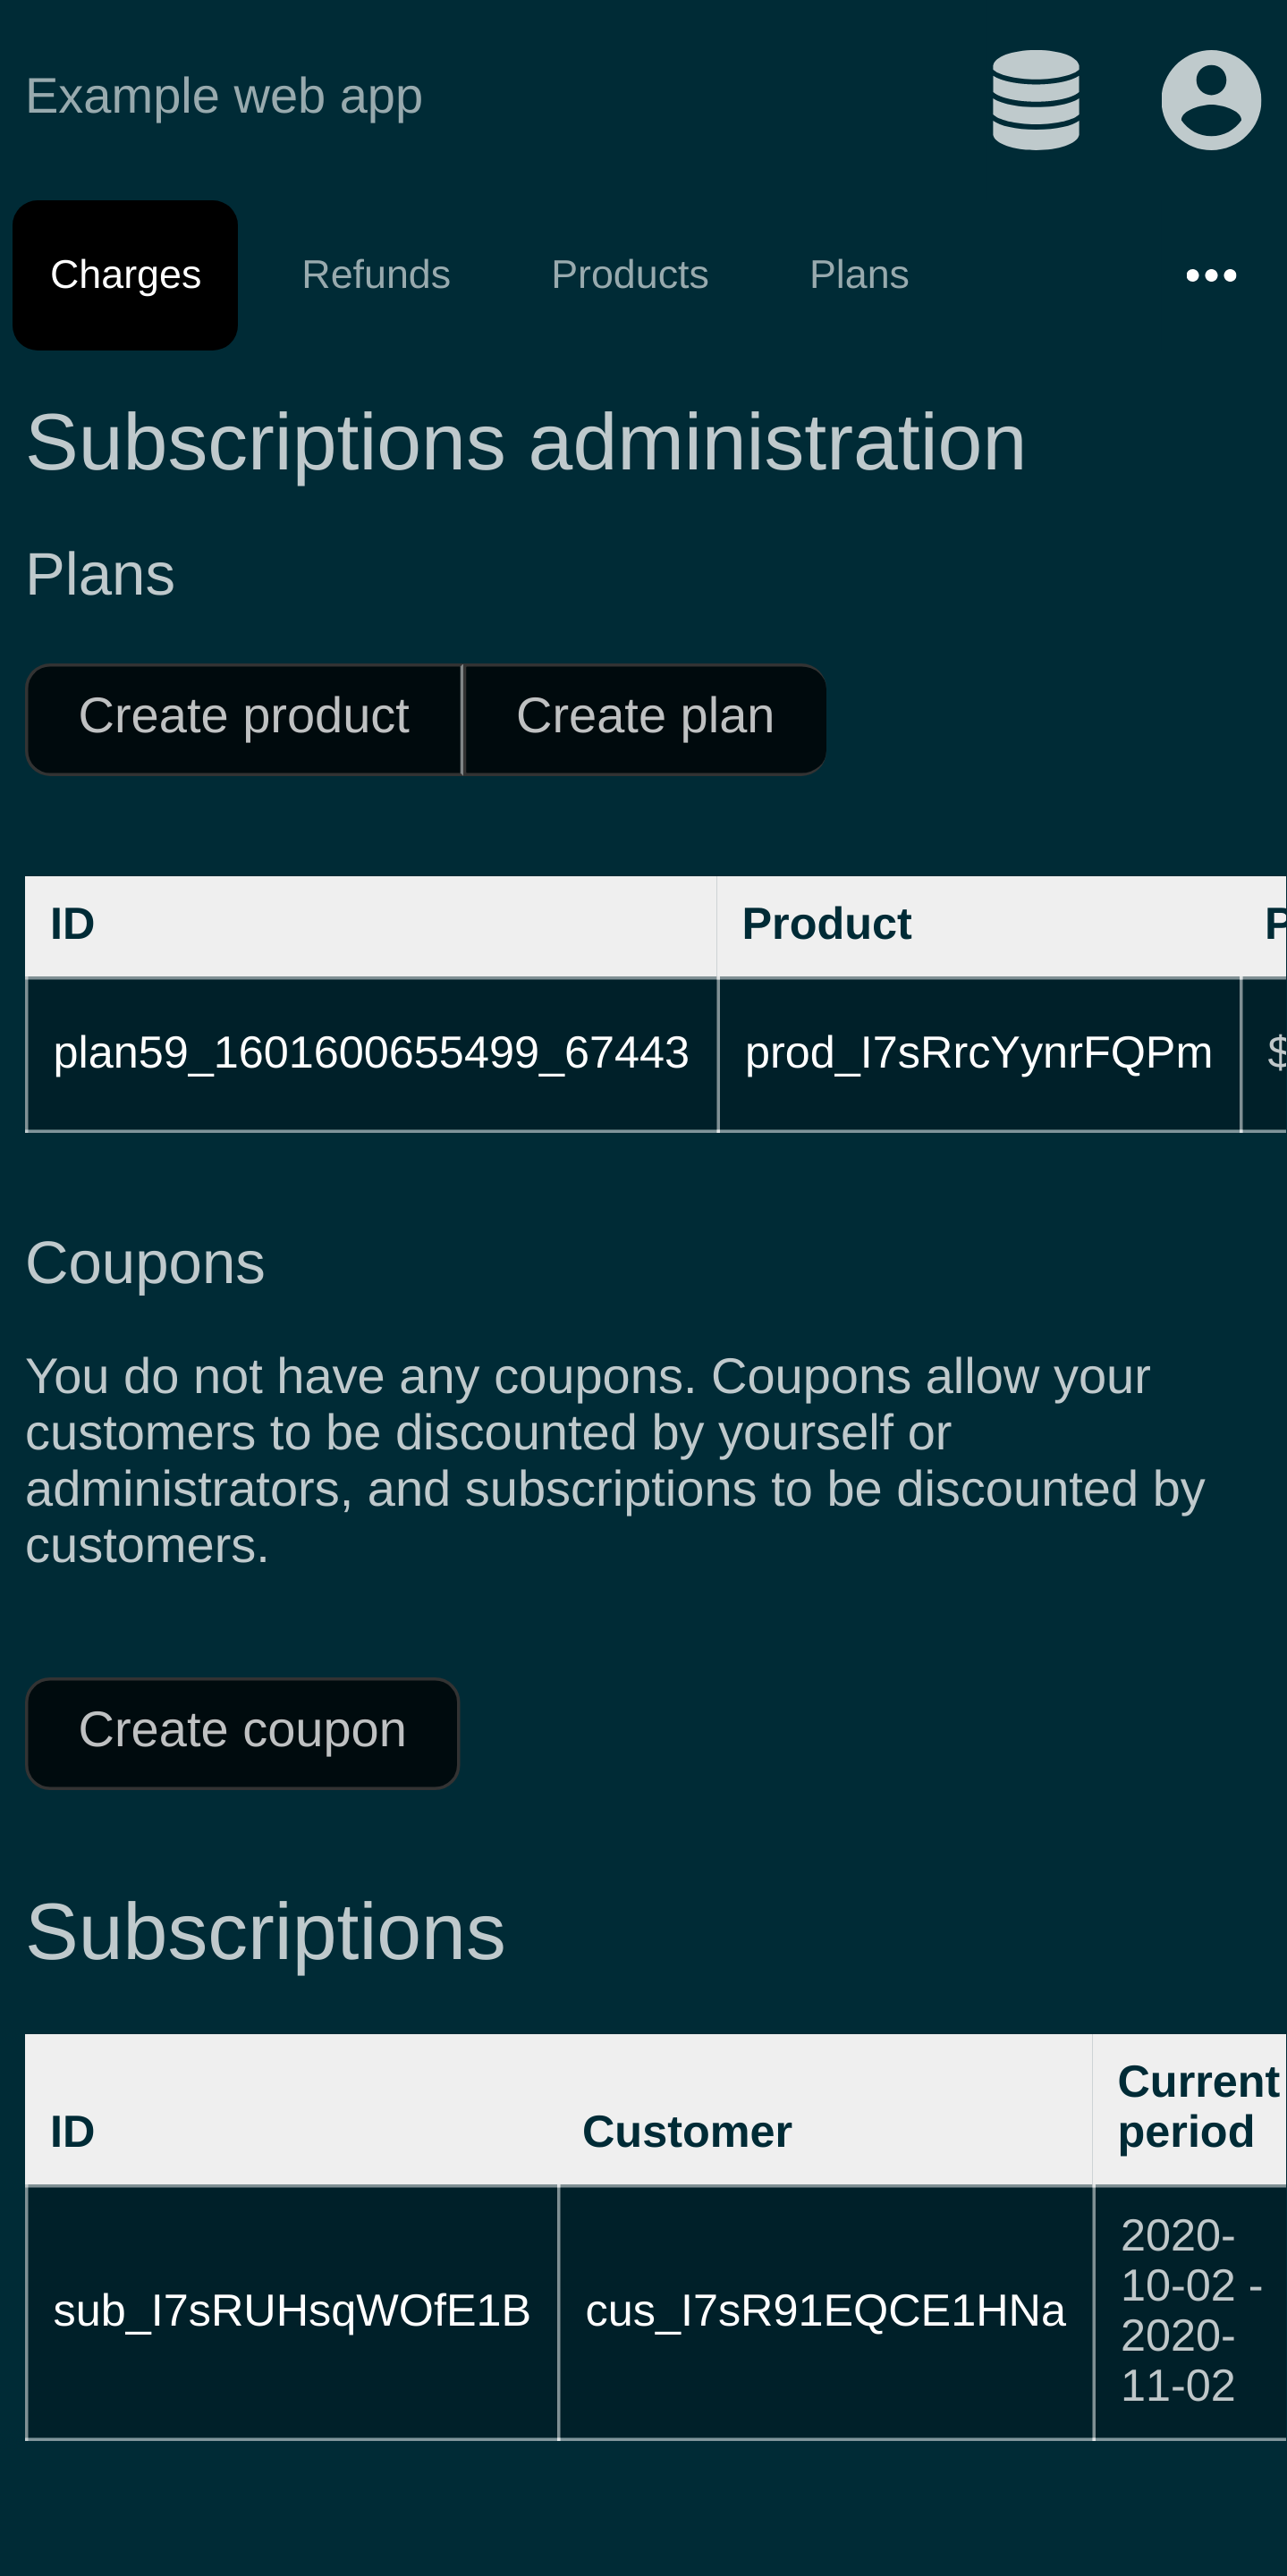 Example web app
Charges Refunds Products Plans •••
Subscriptions administration
Plans
Create product Create plan
ID Product P
plan59_1601600655499_67443 prod_I7sRrcYynrFQPm $
Coupons
You do not have any coupons. Coupons allow your
customers to be discounted by yourself or
administrators, and subscriptions to be discounted by
customers.
Create coupon
Subscriptions
ID Customer Current
period
sub_I7sRUHsqWOfE1B cus_I7sR91EQCE1HNa 2020-
10-02 -
2020-
11-02